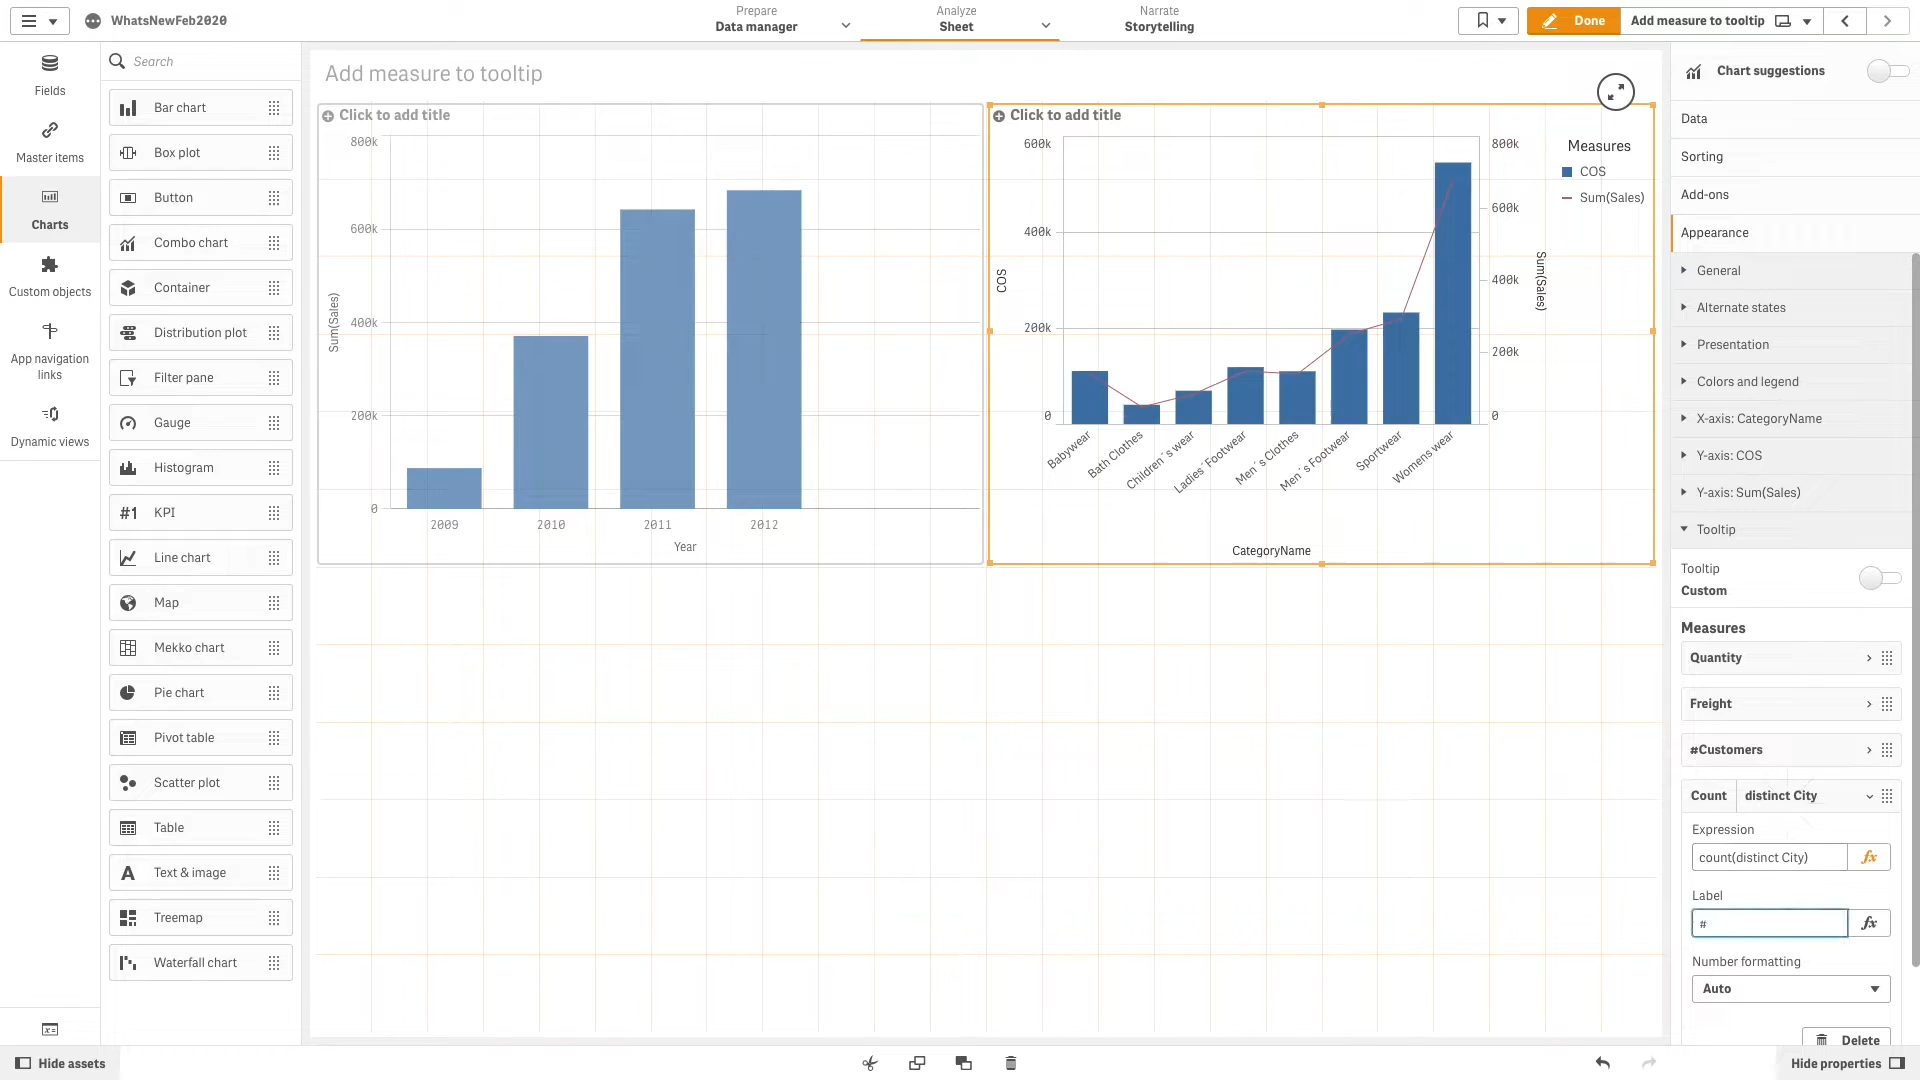 WhatsNewFeb2020
Prepare
Data manager
Analyze
Sheet
Narrate
Storytelling
Done
Add measure to tooltip
Fields
Master items
Charts
Custom objects
App navigation
links
Dynamic views
Search
Bar chart
Box plot
Button
Combo chart
Container
Distribution plot
Filter pane
Gauge
Histogram
#1 KPI
Line chart
Map
Mekko chart
Pie chart
Pivot table
Scatter plot
Table
A Text & image
Treemap
Waterfall chart
Add measure to tooltip
Click to add title
800k
600k
400k
200k
0
Sum(Sales)
2009 2010 2011 2012
Year
Click to add title
600k
400k
200k
0
COS
800k
600k
400k
200k
0
Sum(Sales)
Measures
COS
Sum(Sales)
Babywear
Bath Clothes
Children´s wear
Ladies´Footwear
Men´s Clothes
Men´s Footwear
Sportwear
Womens wear
CategoryName
Chart suggestions
Data
Sorting
Add-ons
Appearance
General
Alternate states
Presentation
Colors and legend
X-axis: CategoryName
Y-axis: COS
Y-axis: Sum(Sales)
Tooltip
Tooltip
Custom
Measures
Quantity
Freight
#Customers
Count distinct City
Expression
count(distinct City) fx
Label
# fx
Number formatting
Auto
Delete
Hide assets
Hide properties